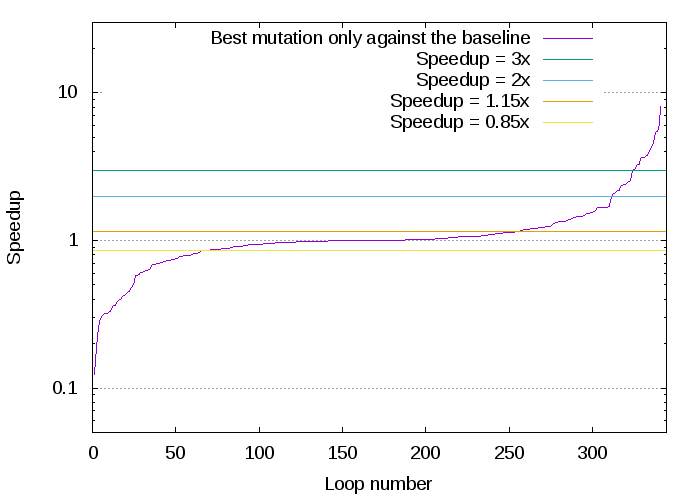 Best mutation only against the baseline
Speedup = 3x
Speedup = 2x
Speedup = 1.15x
Speedup = 0.85x
10
1
0.1
Speedup
0 50 100 150 200 250 300
Loop number